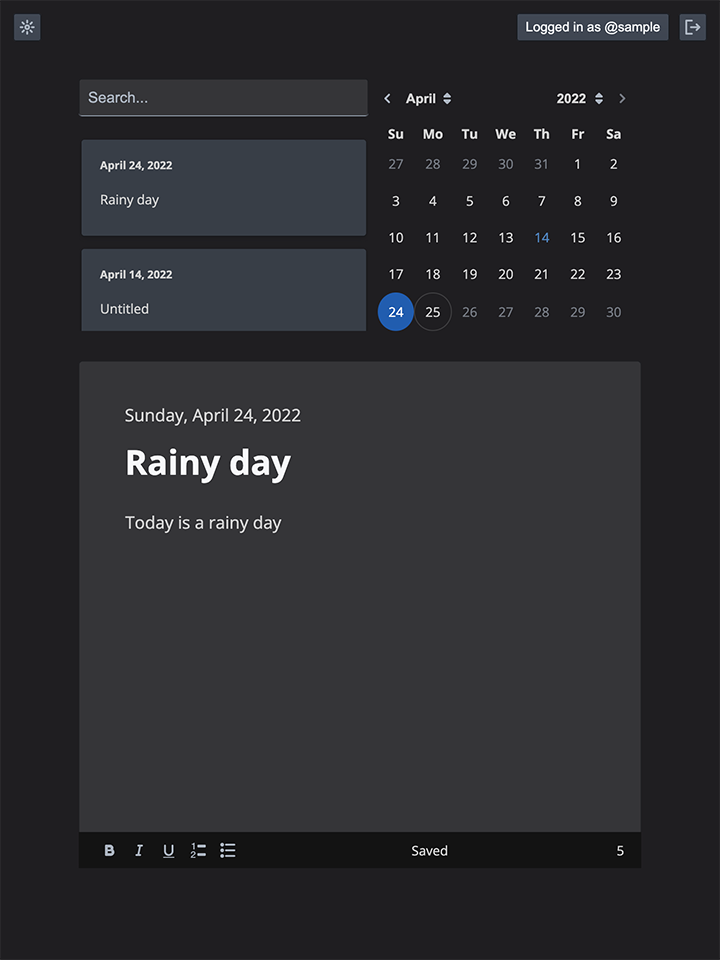 Logged in as @sample
Search...
April 24, 2022
Rainy day
April 14, 2022
Untitled
April 2022
Su Mo Tu We Th Fr Sa
27 28 29 30 31 1 2
3 4 5 6 7 8 9
10 11 12 13 14 15 16
17 18 19 20 21 22 23
24 25 26 27 28 29 30
Sunday, April 24, 2022
Rainy day
Today is a rainy day
B I U Saved 5